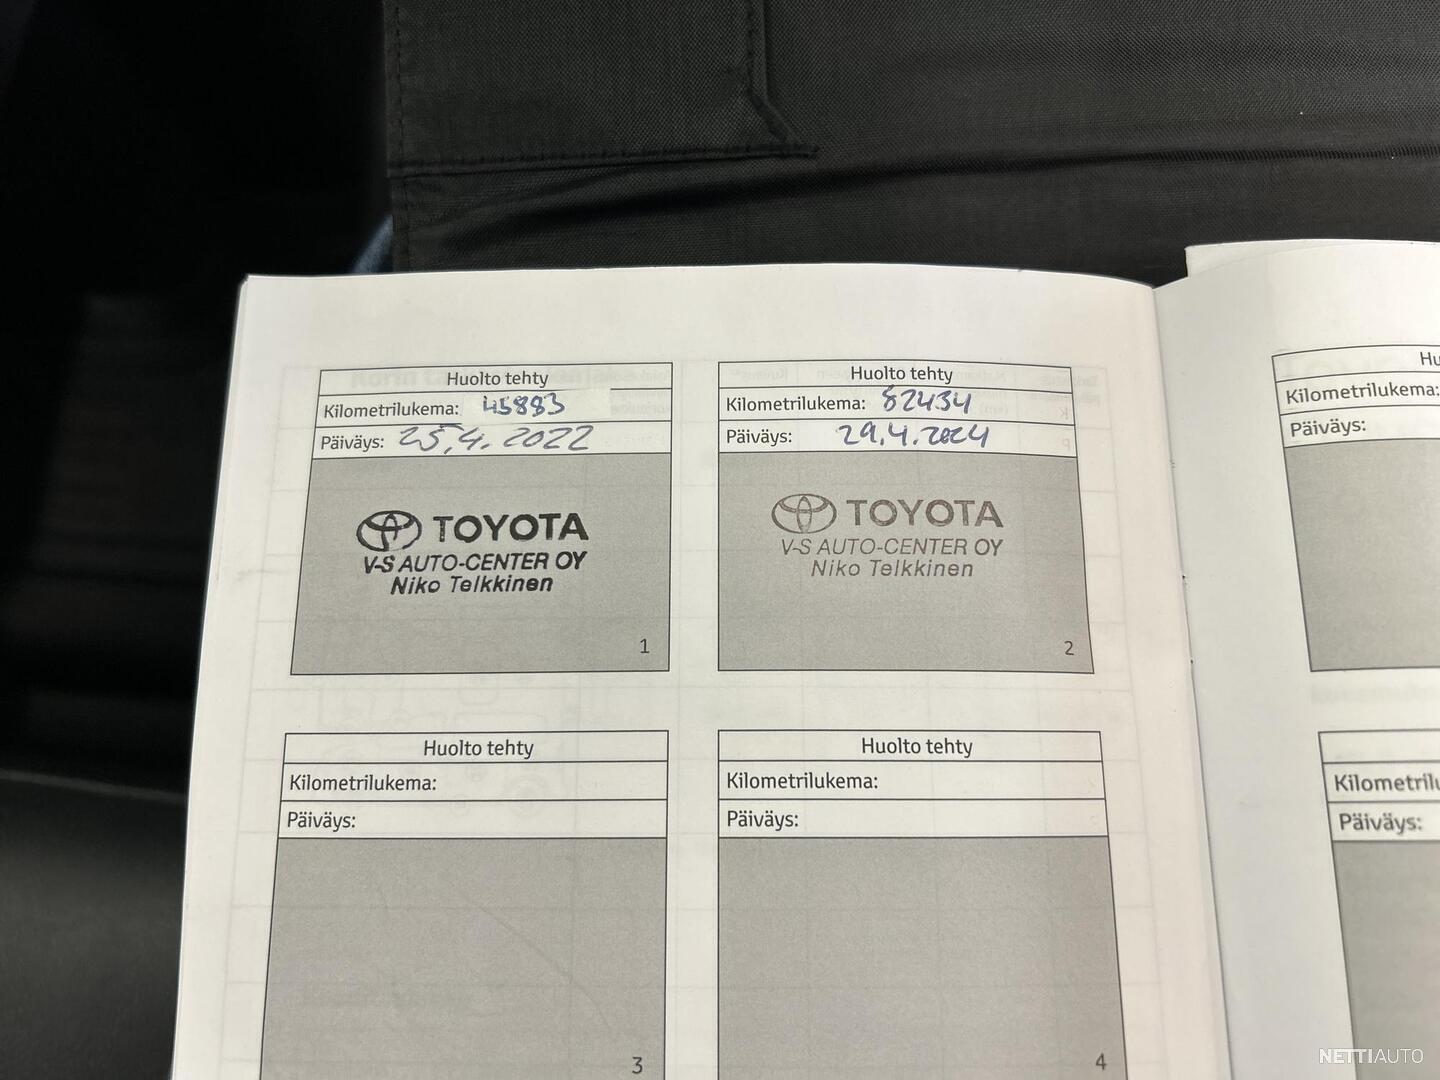 Huolto tehty
Kilometrilukema: 45883
Päiväys: 25.4.2022
TOYOTA
V-S AUTO-CENTER OY
Niko Telkkinen
1
Huolto tehty
Kilometrilukema: 82434
Päiväys: 29.4.2024
TOYOTA
V-S AUTO-CENTER OY
Niko Telkkinen
2
Hu
Kilometrilukema:
Päiväys:
Huolto tehty
Kilometrilukema:
Päiväys:
3
Huolto tehty
Kilometrilukema:
Päiväys:
4
Kilometrilu
Päiväys:
NETTIAUTO